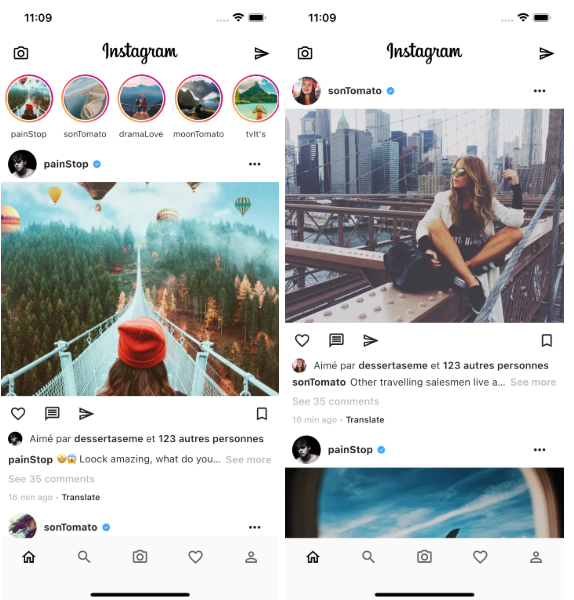 11:09
Instagram
painStop sonTomato dramaLove moonTomato tvIt's
painStop
Aimé par dessertaseme et 123 autres personnes
painStop 🤩😱 Loock amazing, what do you... See more
See 35 comments
16 min ago • Translate
sonTomato
11:09
Instagram
sonTomato
Aimé par dessertaseme et 123 autres personnes
sonTomato Other travelling salesmen live a... See more
See 35 comments
16 min ago • Translate
painStop